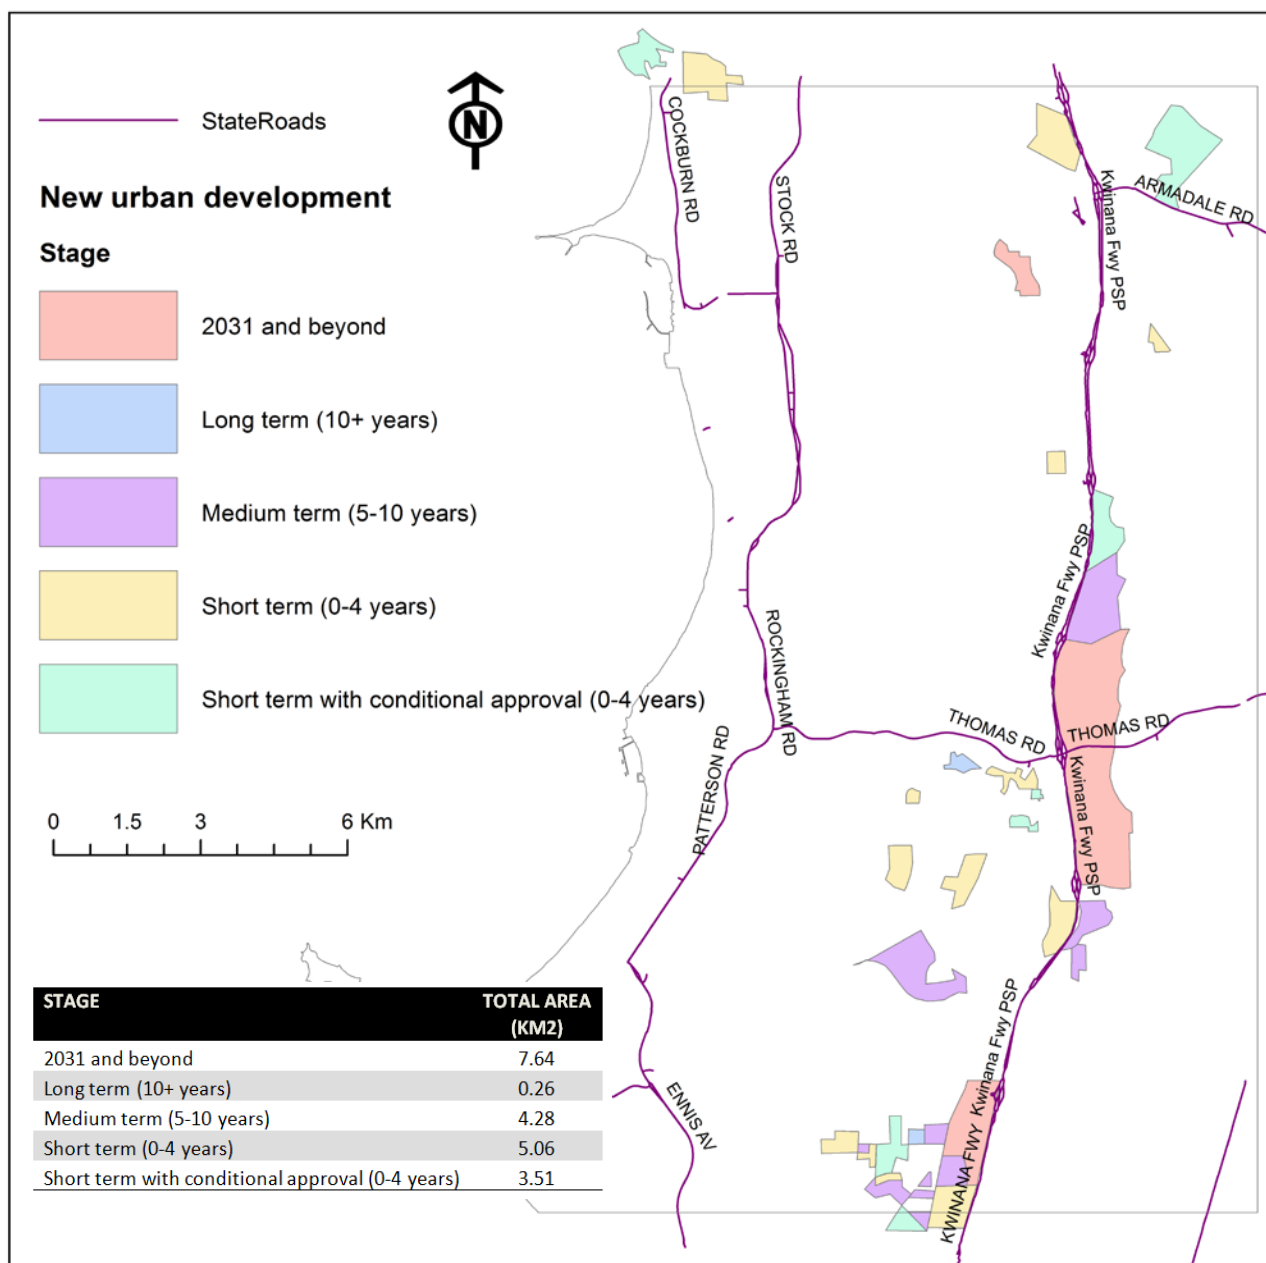 StateRoads
N
New urban development
Stage
2031 and beyond
Long term (10+ years)
Medium term (5-10 years)
Short term (0-4 years)
Short term with conditional approval (0-4 years)
0 1.5 3 6 Km
COCKBURN RD
STOCK RD
Kwinana Fwy PSP
ARMADALE RD
Kwinana Fwy PSP
ROCKINGHAM RD
THOMAS RD
THOMAS RD
PATTERSON RD
Kwinana Fwy PSP
Kwinana Fwy PSP
KWINANA FWY
ENNIS AV
STAGE TOTAL AREA
(KM2)
2031 and beyond 7.64
Long term (10+ years) 0.26
Medium term (5-10 years) 4.28
Short term (0-4 years) 5.06
Short term with conditional approval (0-4 years) 3.51